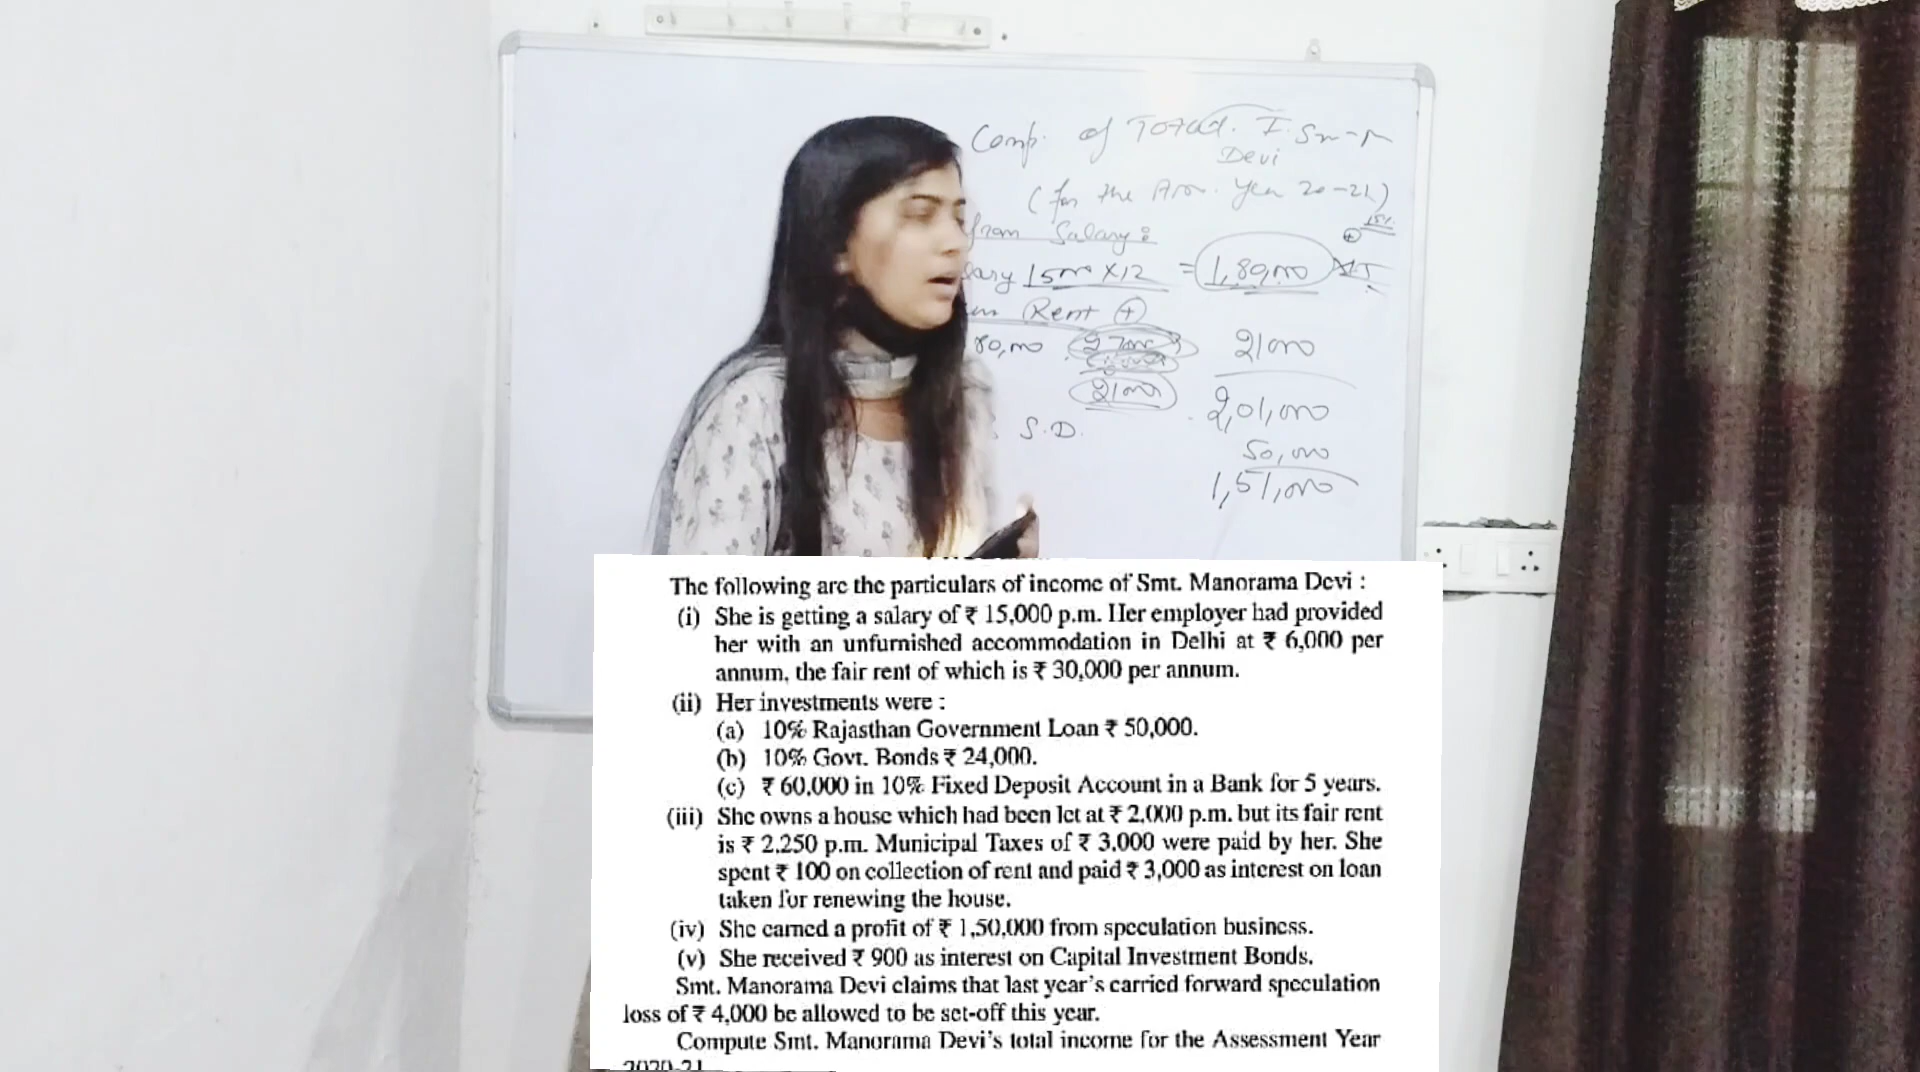 Comp. of Total. I. Sm-M
Devi
(for the Ass. Year 20-21)
15%
from Salary:
1500 × 12 = 1,80,000
Rent +
80,000 2700 2100
2100 2,01,000
S.D. 50,000
1,51,000
The following are the particulars of income of Smt. Manorama Devi :
(i) She is getting a salary of ₹ 15,000 p.m. Her employer had provided
her with an unfurnished accommodation in Delhi at ₹ 6,000 per
annum, the fair rent of which is ₹ 30,000 per annum.
(ii) Her investments were :
(a) 10% Rajasthan Government Loan ₹ 50,000.
(b) 10% Govt. Bonds ₹ 24,000.
(c) ₹ 60,000 in 10% Fixed Deposit Account in a Bank for 5 years.
(iii) She owns a house which had been let at ₹ 2,000 p.m. but its fair rent
is ₹ 2,250 p.m. Municipal Taxes of ₹ 3,000 were paid by her. She
spent ₹ 100 on collection of rent and paid ₹ 3,000 as interest on loan
taken for renewing the house.
(iv) She earned a profit of ₹ 1,50,000 from speculation business.
(v) She received ₹ 900 as interest on Capital Investment Bonds.
Smt. Manorama Devi claims that last year's carried forward speculation
loss of ₹ 4,000 be allowed to be set-off this year.
Compute Smt. Manorama Devi's total income for the Assessment Year
2020-21